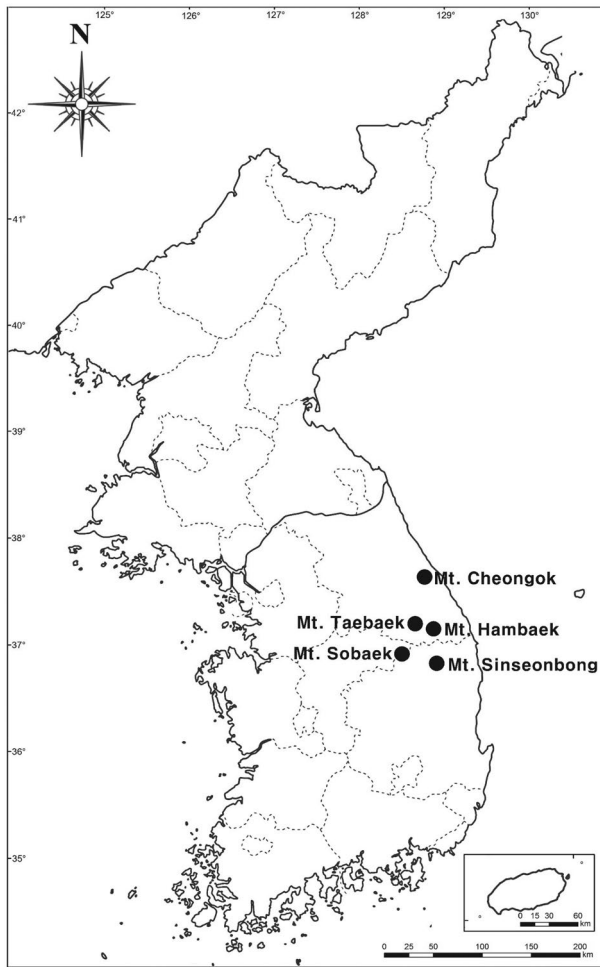 125° 126° 127° 128° 129° 130°
N
42°
41°
40°
39°
38°
Mt. Cheongok
Mt. Taebaek
Mt. Hambaek
37°
Mt. Sobaek
Mt. Sinseonbong
36°
35°
0 15 30 60
km
0 25 50 100 150 200
km